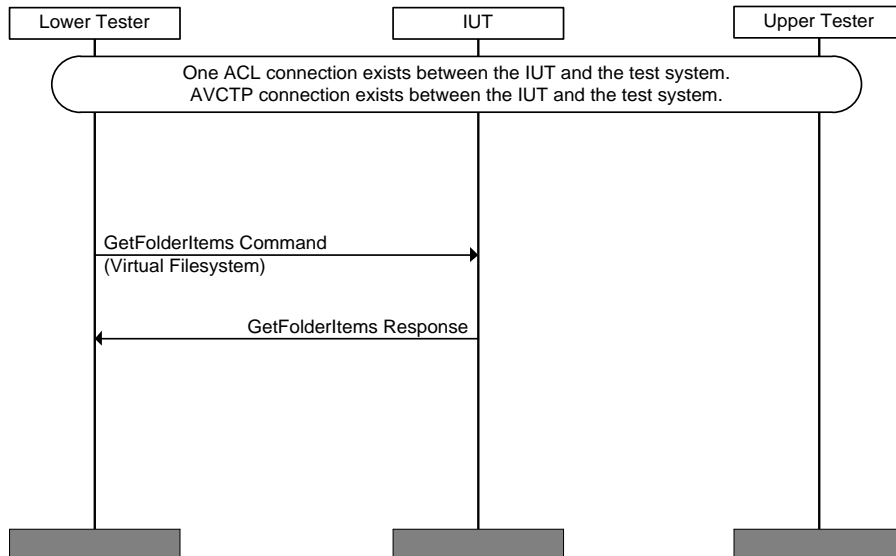 Lower Tester
IUT
Upper Tester
One ACL connection exists between the IUT and the test system.
AVCTP connection exists between the IUT and the test system.
GetFolderItems Command
(Virtual Filesystem)
GetFolderItems Response